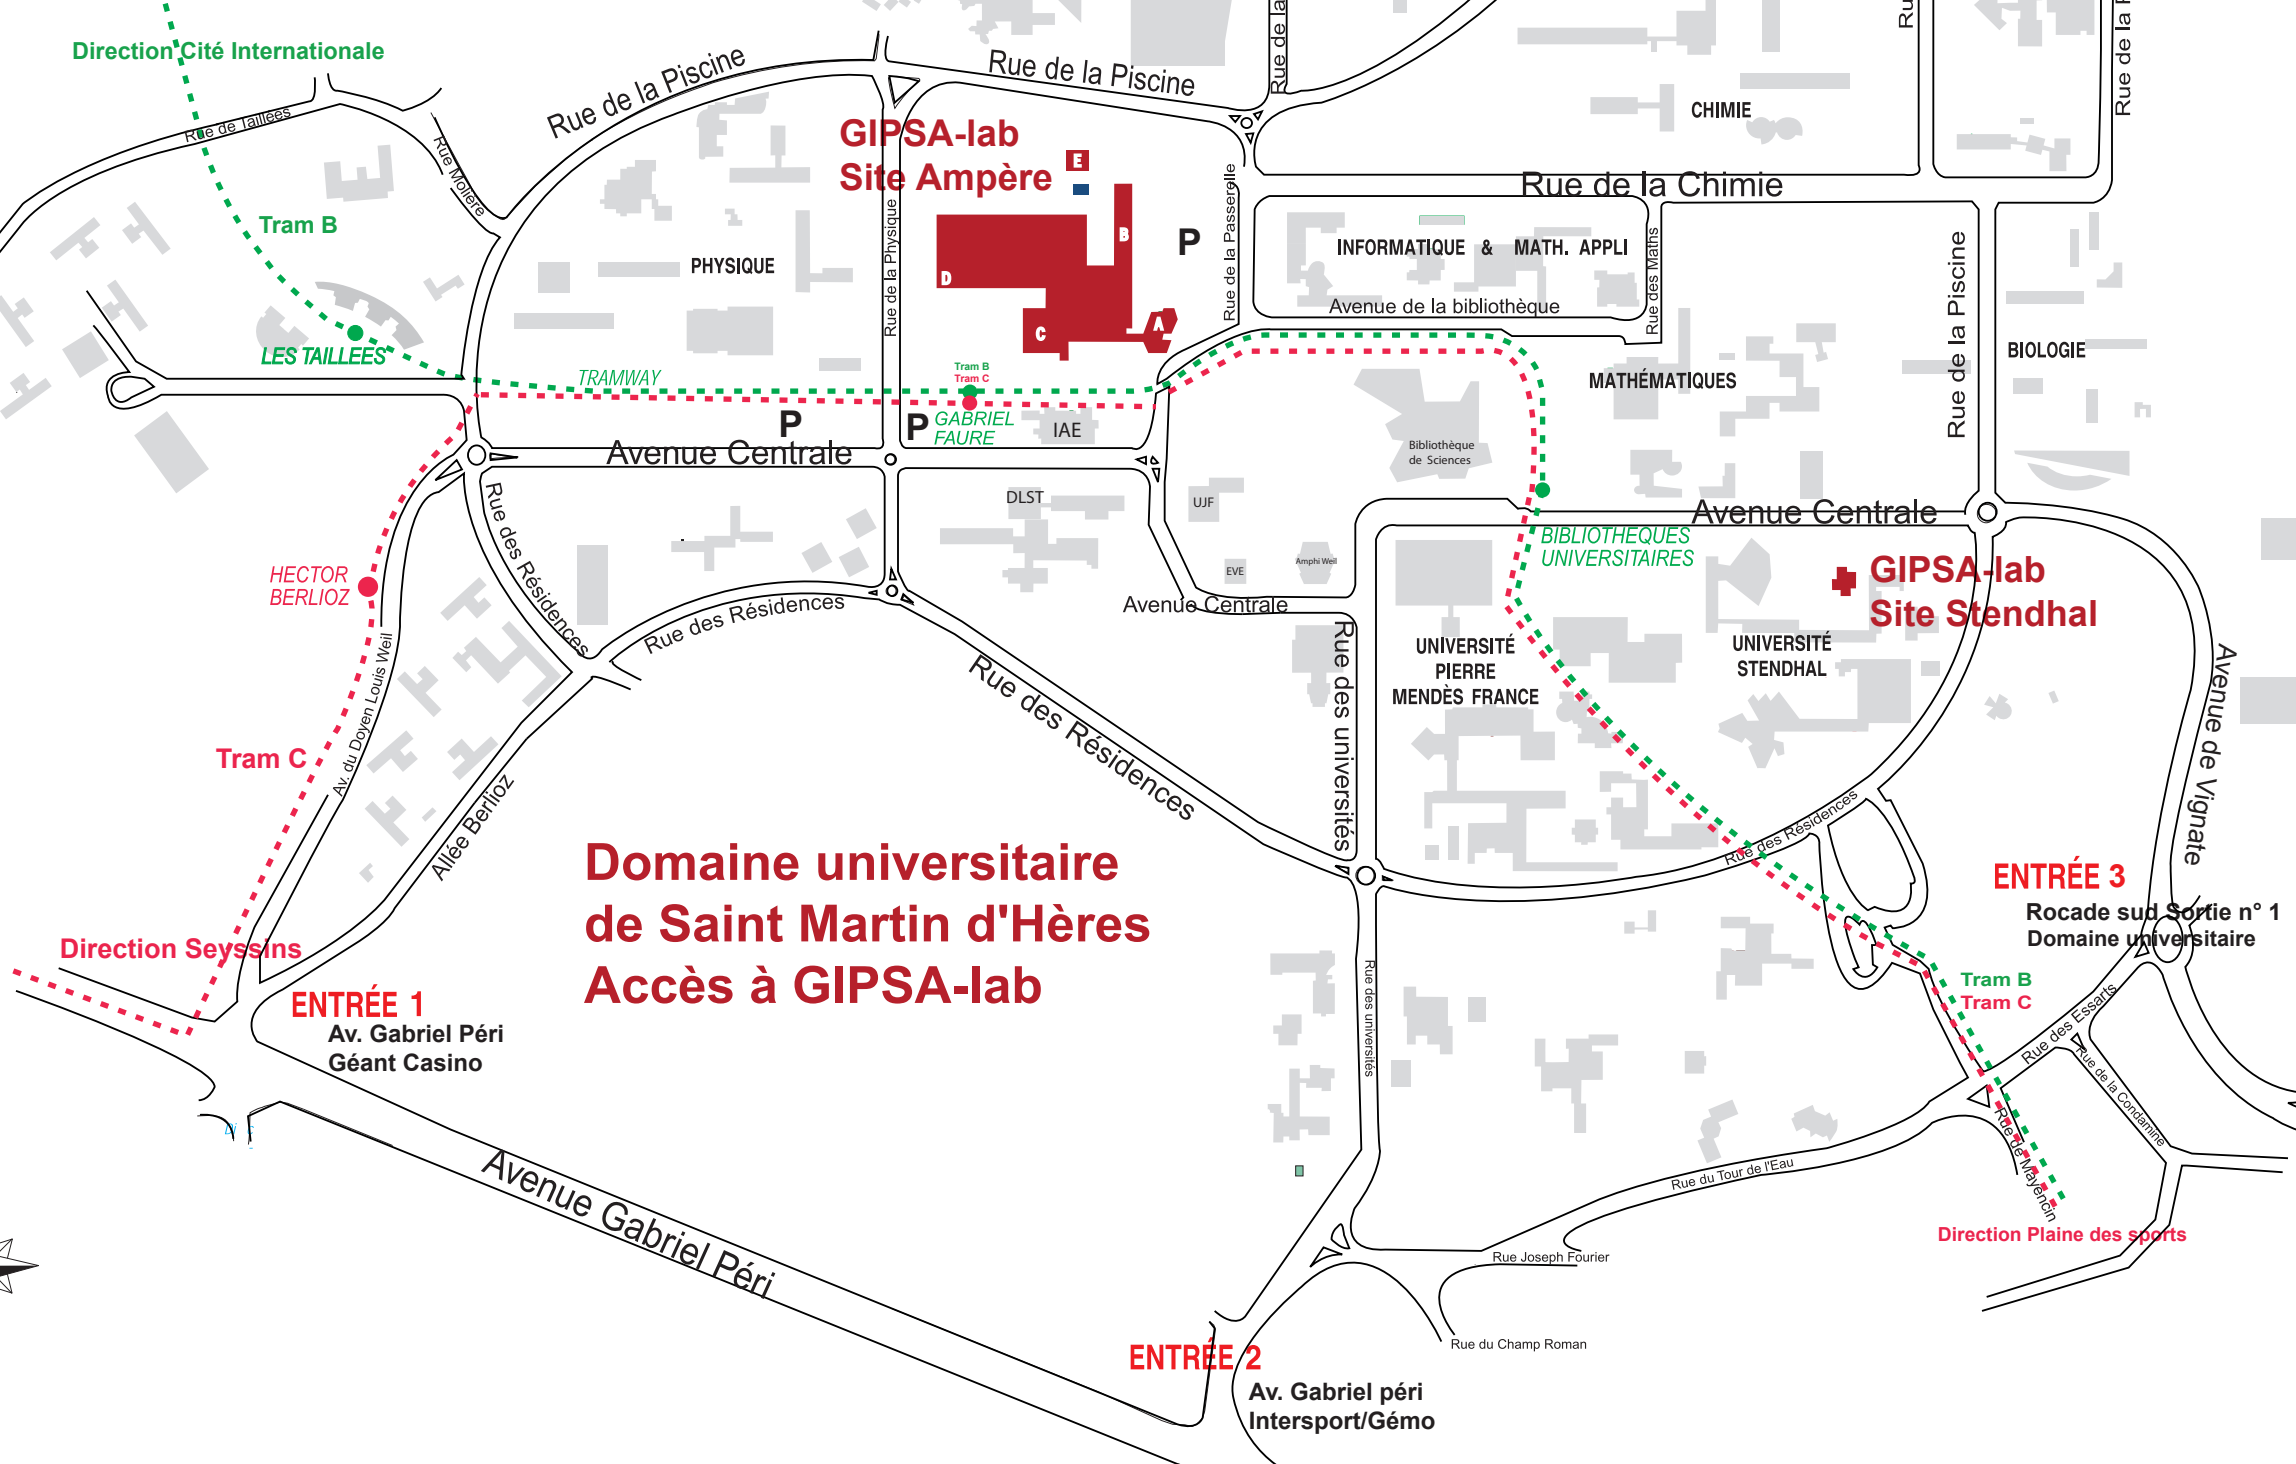 Direction Cité Internationale
Rue de Taillées
Rue Molière
Rue de la Piscine
Rue de la Piscine
Rue de la
Ru
Rue de la
CHIMIE
GIPSA-lab
Site Ampère
E
B
D
C
A
P
Tram B
PHYSIQUE
Rue de la Physique
Rue de la Passerelle
Rue de la Chimie
INFORMATIQUE & MATH. APPLI
Avenue de la bibliothèque
Rue des Maths
Rue de la Piscine
BIOLOGIE
LES TAILLEES
TRAMWAY
Tram B
Tram C
GABRIEL
FAURE
P
P
IAE
MATHÉMATIQUES
Bibliothèque
de Sciences
Avenue Centrale
DLST
UJF
EVE
Amphi Weil
Avenue Centrale
Avenue Centrale
BIBLIOTHEQUES
UNIVERSITAIRES
GIPSA-lab
Site Stendhal
HECTOR
BERLIOZ
Rue des Résidences
Rue des Résidences
Rue des Résidences
Rue des universités
UNIVERSITÉ
PIERRE
MENDÈS FRANCE
UNIVERSITÉ
STENDHAL
Avenue de Vignate
Av. du Doyen Louis Weil
Tram C
Allée Berlioz
Rue des Résidences
Domaine universitaire
de Saint Martin d'Hères
Accès à GIPSA-lab
ENTRÉE 3
Rocade sud Sortie n° 1
Domaine universitaire
Direction Seyssins
ENTRÉE 1
Av. Gabriel Péri
Géant Casino
Rue des universités
Tram B
Tram C
Rue des Essarts
Rue de la Condamine
Rue de Mayencin
Avenue Gabriel Péri
Rue du Tour de l'Eau
Direction Plaine des sports
Rue Joseph Fourier
Rue du Champ Roman
ENTRÉE 2
Av. Gabriel péri
Intersport/Gémo